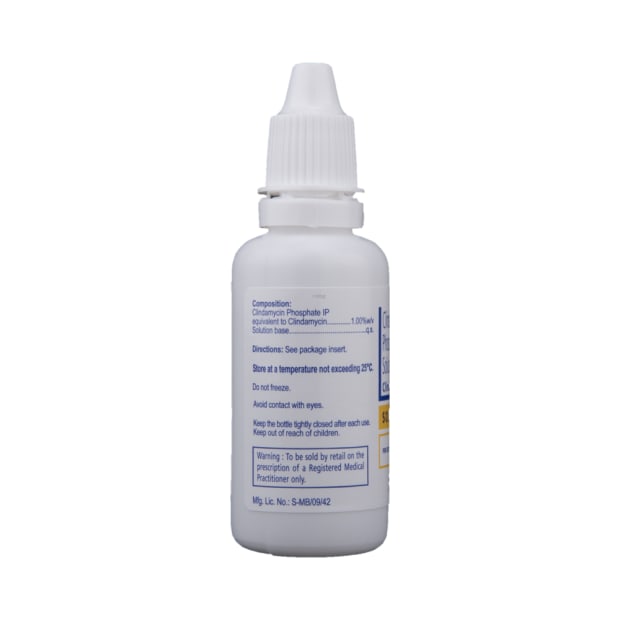 Composition:
Clindamycin Phosphate IP
equivalent to Clindamycin............1.00%w/v
Solution base.......................................q.s.
Directions: See package insert.
Store at a temperature not exceeding 25°C.
Do not freeze.
Avoid contact with eyes.
Keep the bottle tightly closed after each use.
Keep out of reach of children.
Warning : To be sold by retail on the
prescription of a Registered Medical
Practitioner only.
Mfg. Lic. No.: S-MB/09/42